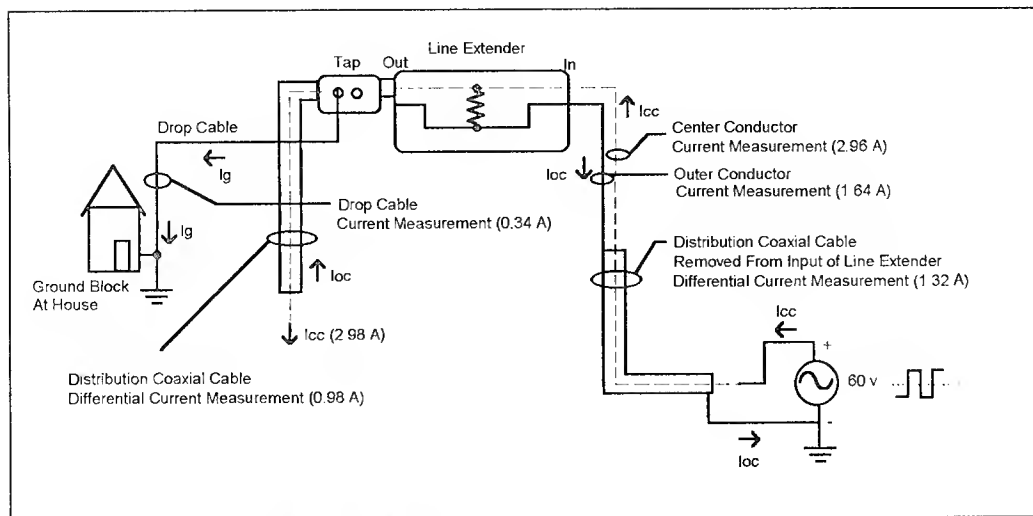 Line Extender
Tap
Out
In
Icc
Drop Cable
Ig
Center Conductor
Current Measurement (2.96 A)
Ioc
Outer Conductor
Current Measurement (1 64 A)
Drop Cable
Current Measurement (0.34 A)
Ig
Distribution Coaxial Cable
Removed From Input of Line Extender
Differential Current Measurement (1 32 A)
Ioc
Ground Block
At House
Icc (2 98 A)
Icc
+
60 v
-
Distribution Coaxial Cable
Differential Current Measurement (0.98 A)
Ioc